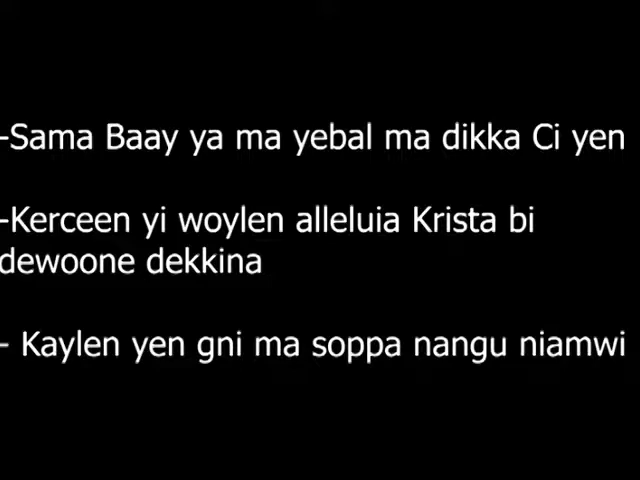 -Sama Baay ya ma yebal ma dikka Ci yen
-Kerceen yi woylen alleluia Krista bi
dewoone dekkina
- Kaylen yen gni ma soppa nangu niamwi